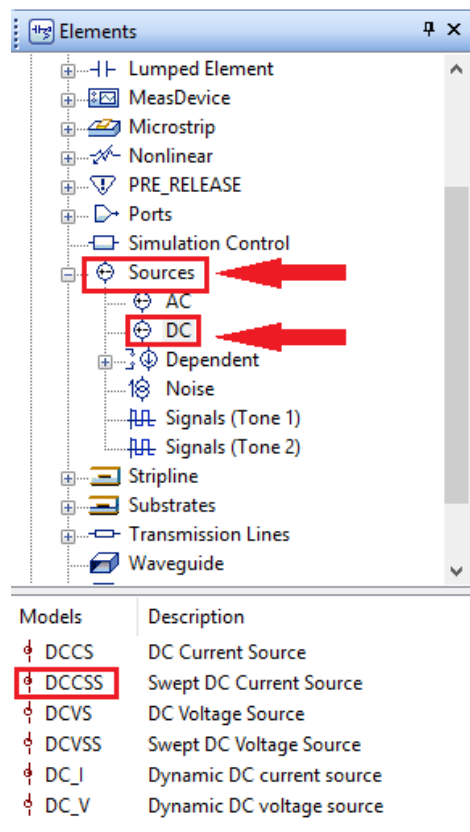 Elements
Lumped Element
MeasDevice
Microstrip
Nonlinear
PRE_RELEASE
Ports
Simulation Control
Sources
AC
DC
Dependent
Noise
Signals (Tone 1)
Signals (Tone 2)
Stripline
Substrates
Transmission Lines
Waveguide
Models Description
DCCS DC Current Source
DCCSS Swept DC Current Source
DCVS DC Voltage Source
DCVSS Swept DC Voltage Source
DC_I Dynamic DC current source
DC_V Dynamic DC voltage source